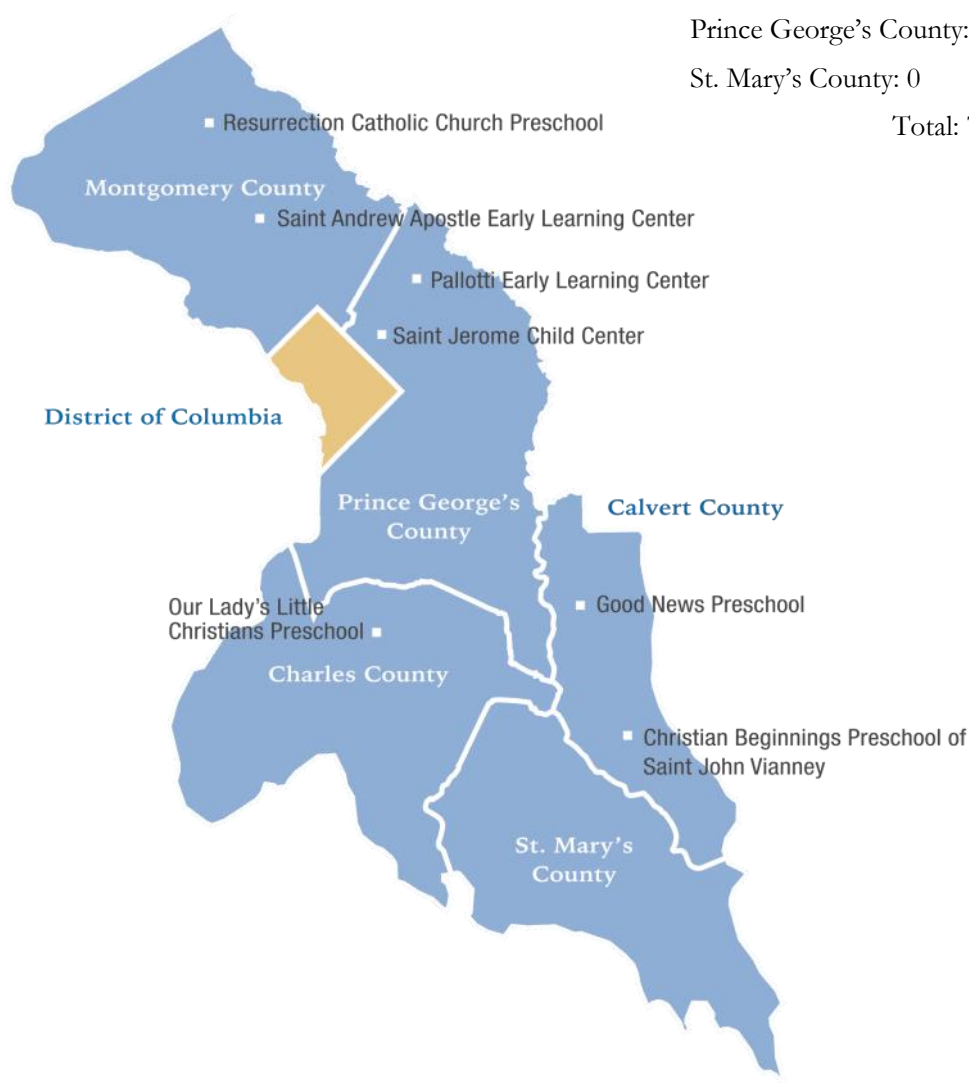 Prince George’s County:
St. Mary’s County: 0
Total:
Resurrection Catholic Church Preschool
Montgomery County
Saint Andrew Apostle Early Learning Center
Pallotti Early Learning Center
Saint Jerome Child Center
District of Columbia
Prince George’s
County
Calvert County
Good News Preschool
Our Lady’s Little
Christians Preschool
Charles County
Christian Beginnings Preschool of
Saint John Vianney
St. Mary’s
County